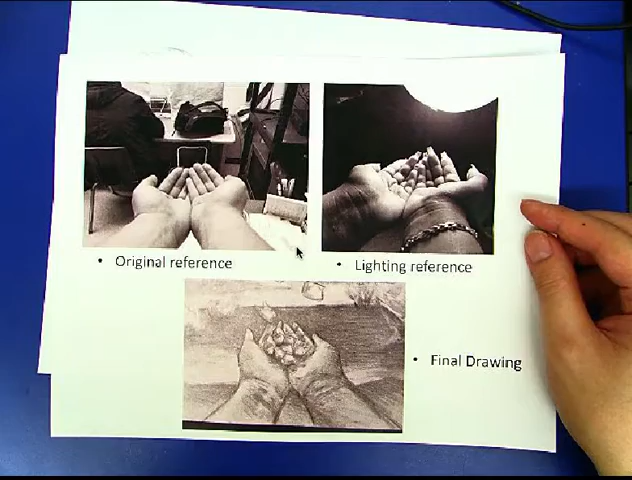 • Original reference
• Lighting reference
• Final Drawing